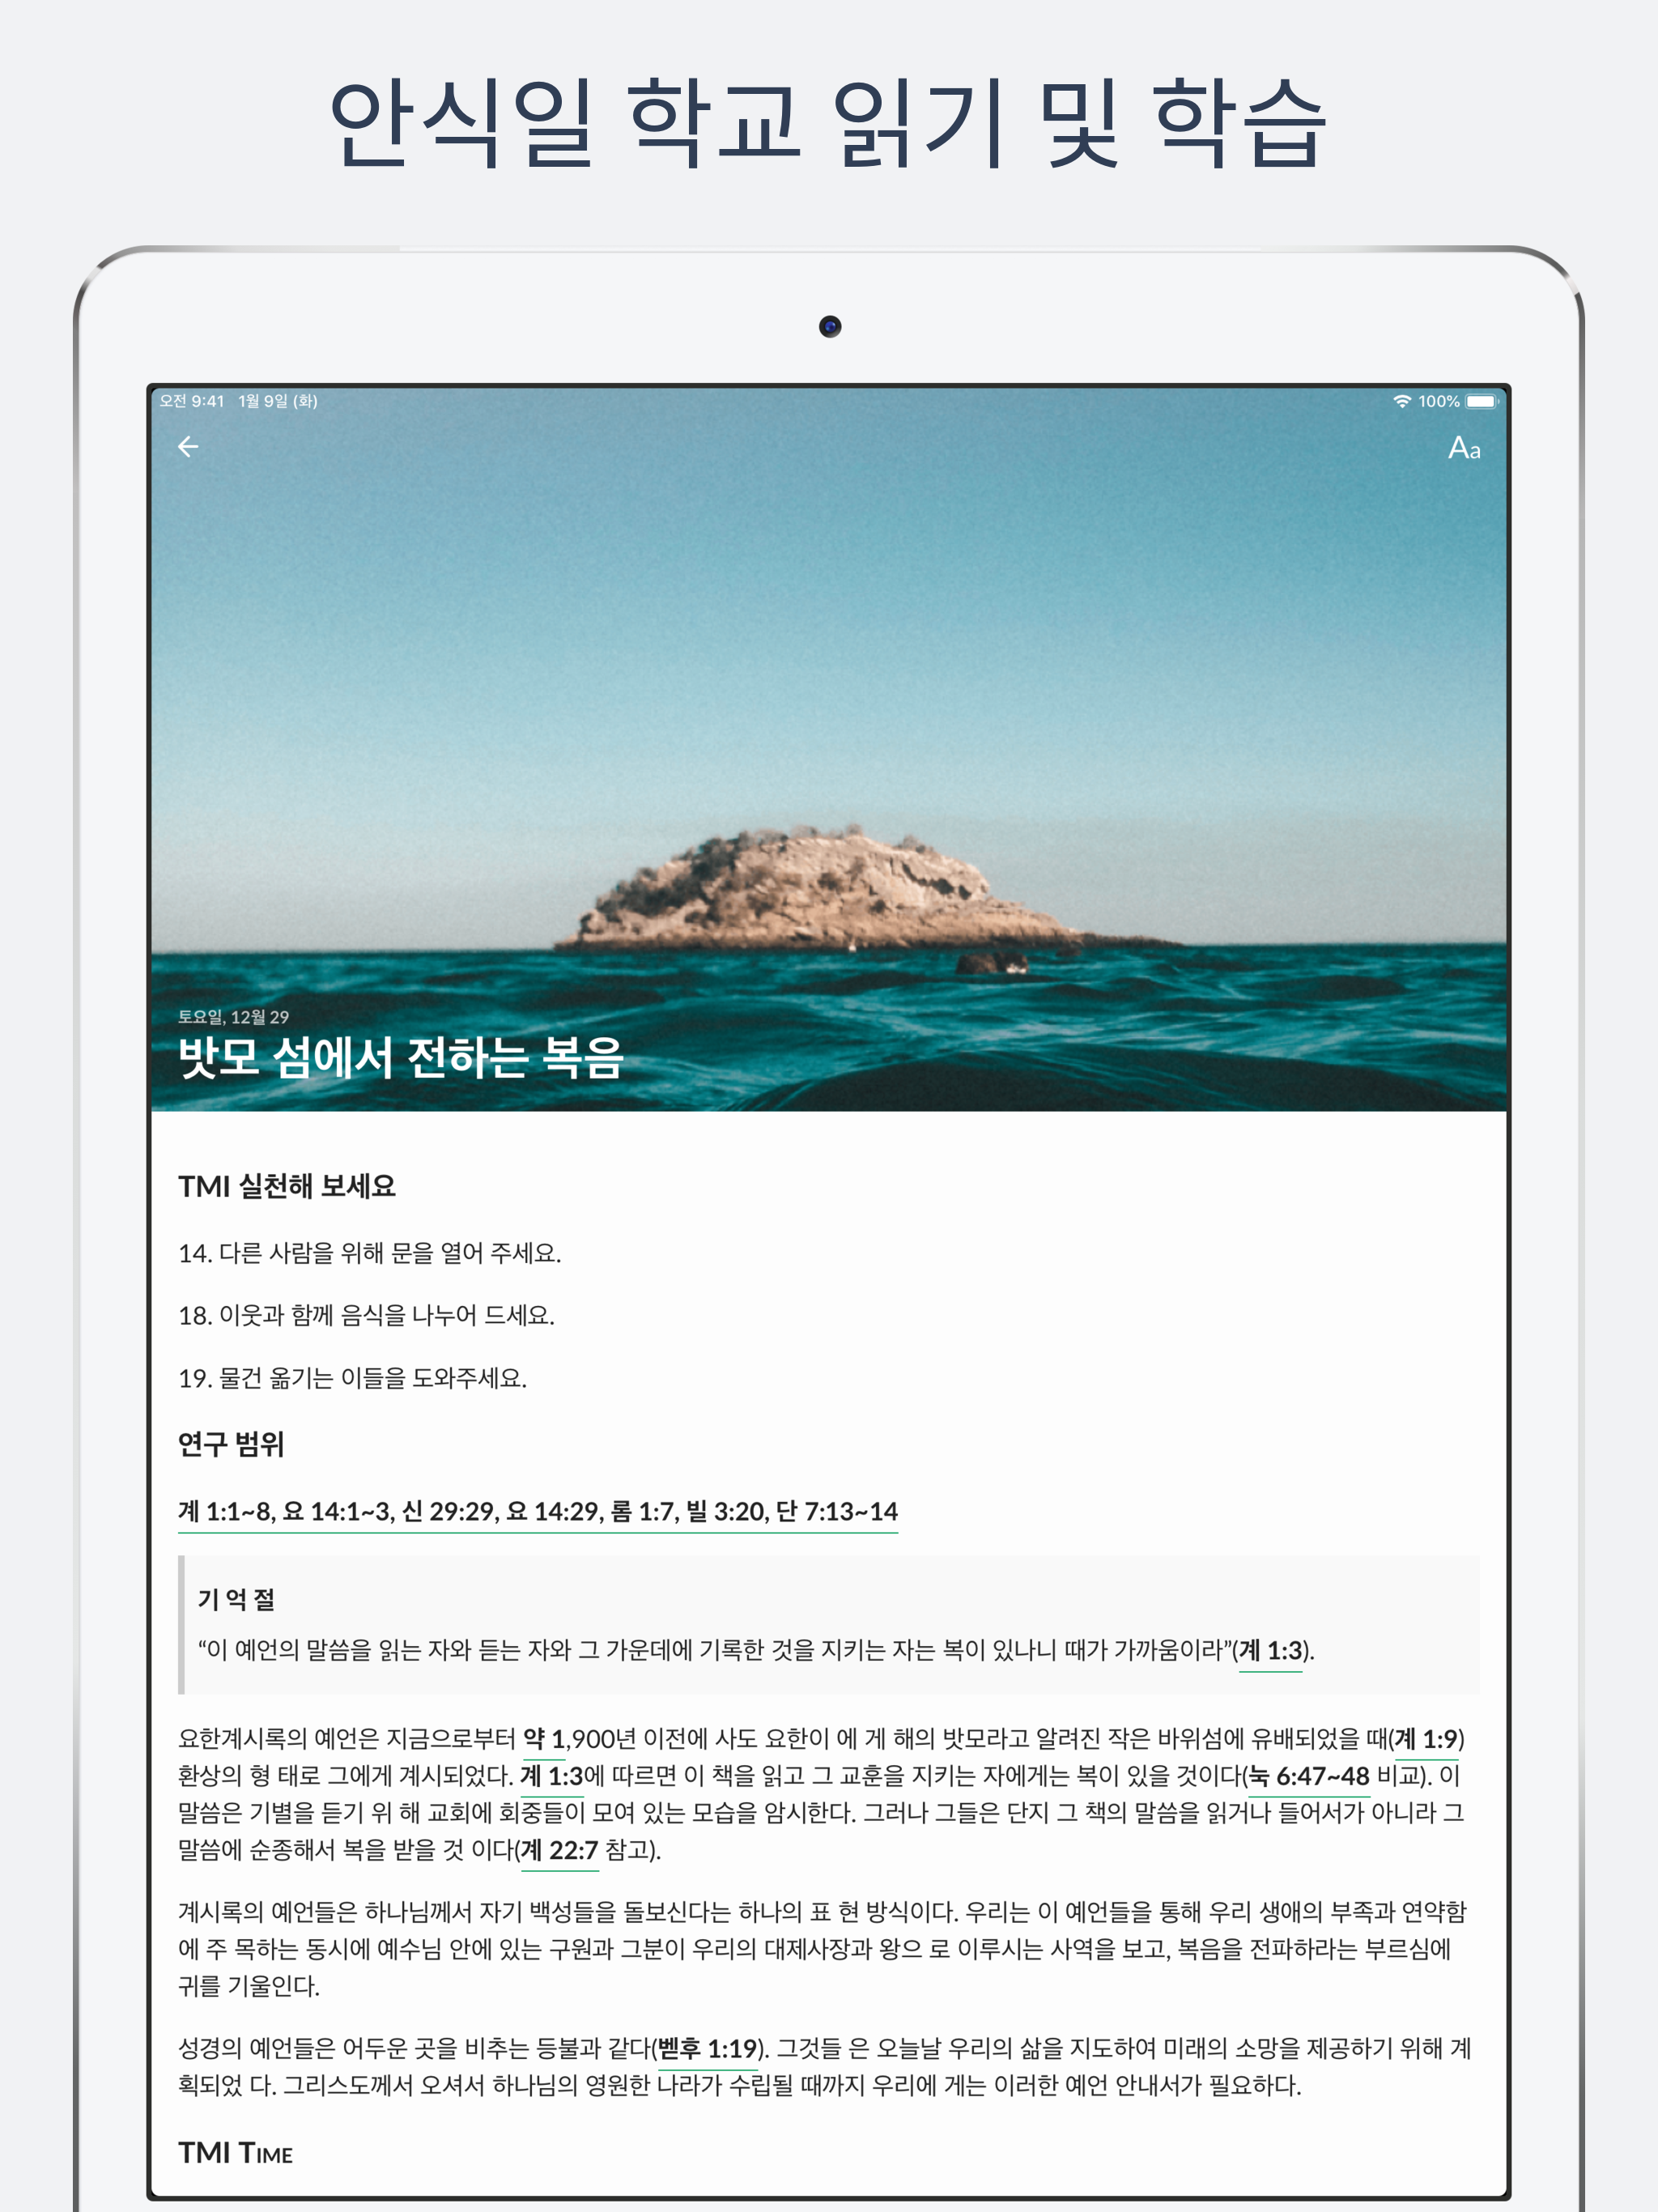 안식일 학교 읽기 및 학습
오전 9:41 1월 9일 (화)
100%
Aa
토요일, 12월 29
밧모 섬에서 전하는 복음
TMI 실천해 보세요
14. 다른 사람을 위해 문을 열어 주세요.
18. 이웃과 함께 음식을 나누어 드세요.
19. 물건 옮기는 이들을 도와주세요.
연구 범위
계 1:1~8, 요 14:1~3, 신 29:29, 요 14:29, 롬 1:7, 빌 3:20, 단 7:13~14
기 억 절
“이 예언의 말씀을 읽는 자와 듣는 자와 그 가운데에 기록한 것을 지키는 자는 복이 있나니 때가 가까움이라”(계 1:3).
요한계시록의 예언은 지금으로부터 약 1,900년 이전에 사도 요한이 에 게 해의 밧모라고 알려진 작은 바위섬에 유배되었을 때(계 1:9)
환상의 형 태로 그에게 계시되었다. 계 1:3에 따르면 이 책을 읽고 그 교훈을 지키는 자에게는 복이 있을 것이다(눅 6:47~48 비교). 이
말씀은 기별을 듣기 위 해 교회에 회중들이 모여 있는 모습을 암시한다. 그러나 그들은 단지 그 책의 말씀을 읽거나 들어서가 아니라 그
말씀에 순종해서 복을 받을 것 이다(계 22:7 참고).
계시록의 예언들은 하나님께서 자기 백성들을 돌보신다는 하나의 표 현 방식이다. 우리는 이 예언들을 통해 우리 생애의 부족과 연약함
에 주 목하는 동시에 예수님 안에 있는 구원과 그분이 우리의 대제사장과 왕으 로 이루시는 사역을 보고, 복음을 전파하라는 부르심에
귀를 기울인다.
성경의 예언들은 어두운 곳을 비추는 등불과 같다(벧후 1:19). 그것들 은 오늘날 우리의 삶을 지도하여 미래의 소망을 제공하기 위해 계
획되었 다. 그리스도께서 오셔서 하나님의 영원한 나라가 수립될 때까지 우리에 게는 이러한 예언 안내서가 필요하다.
TMI TIME